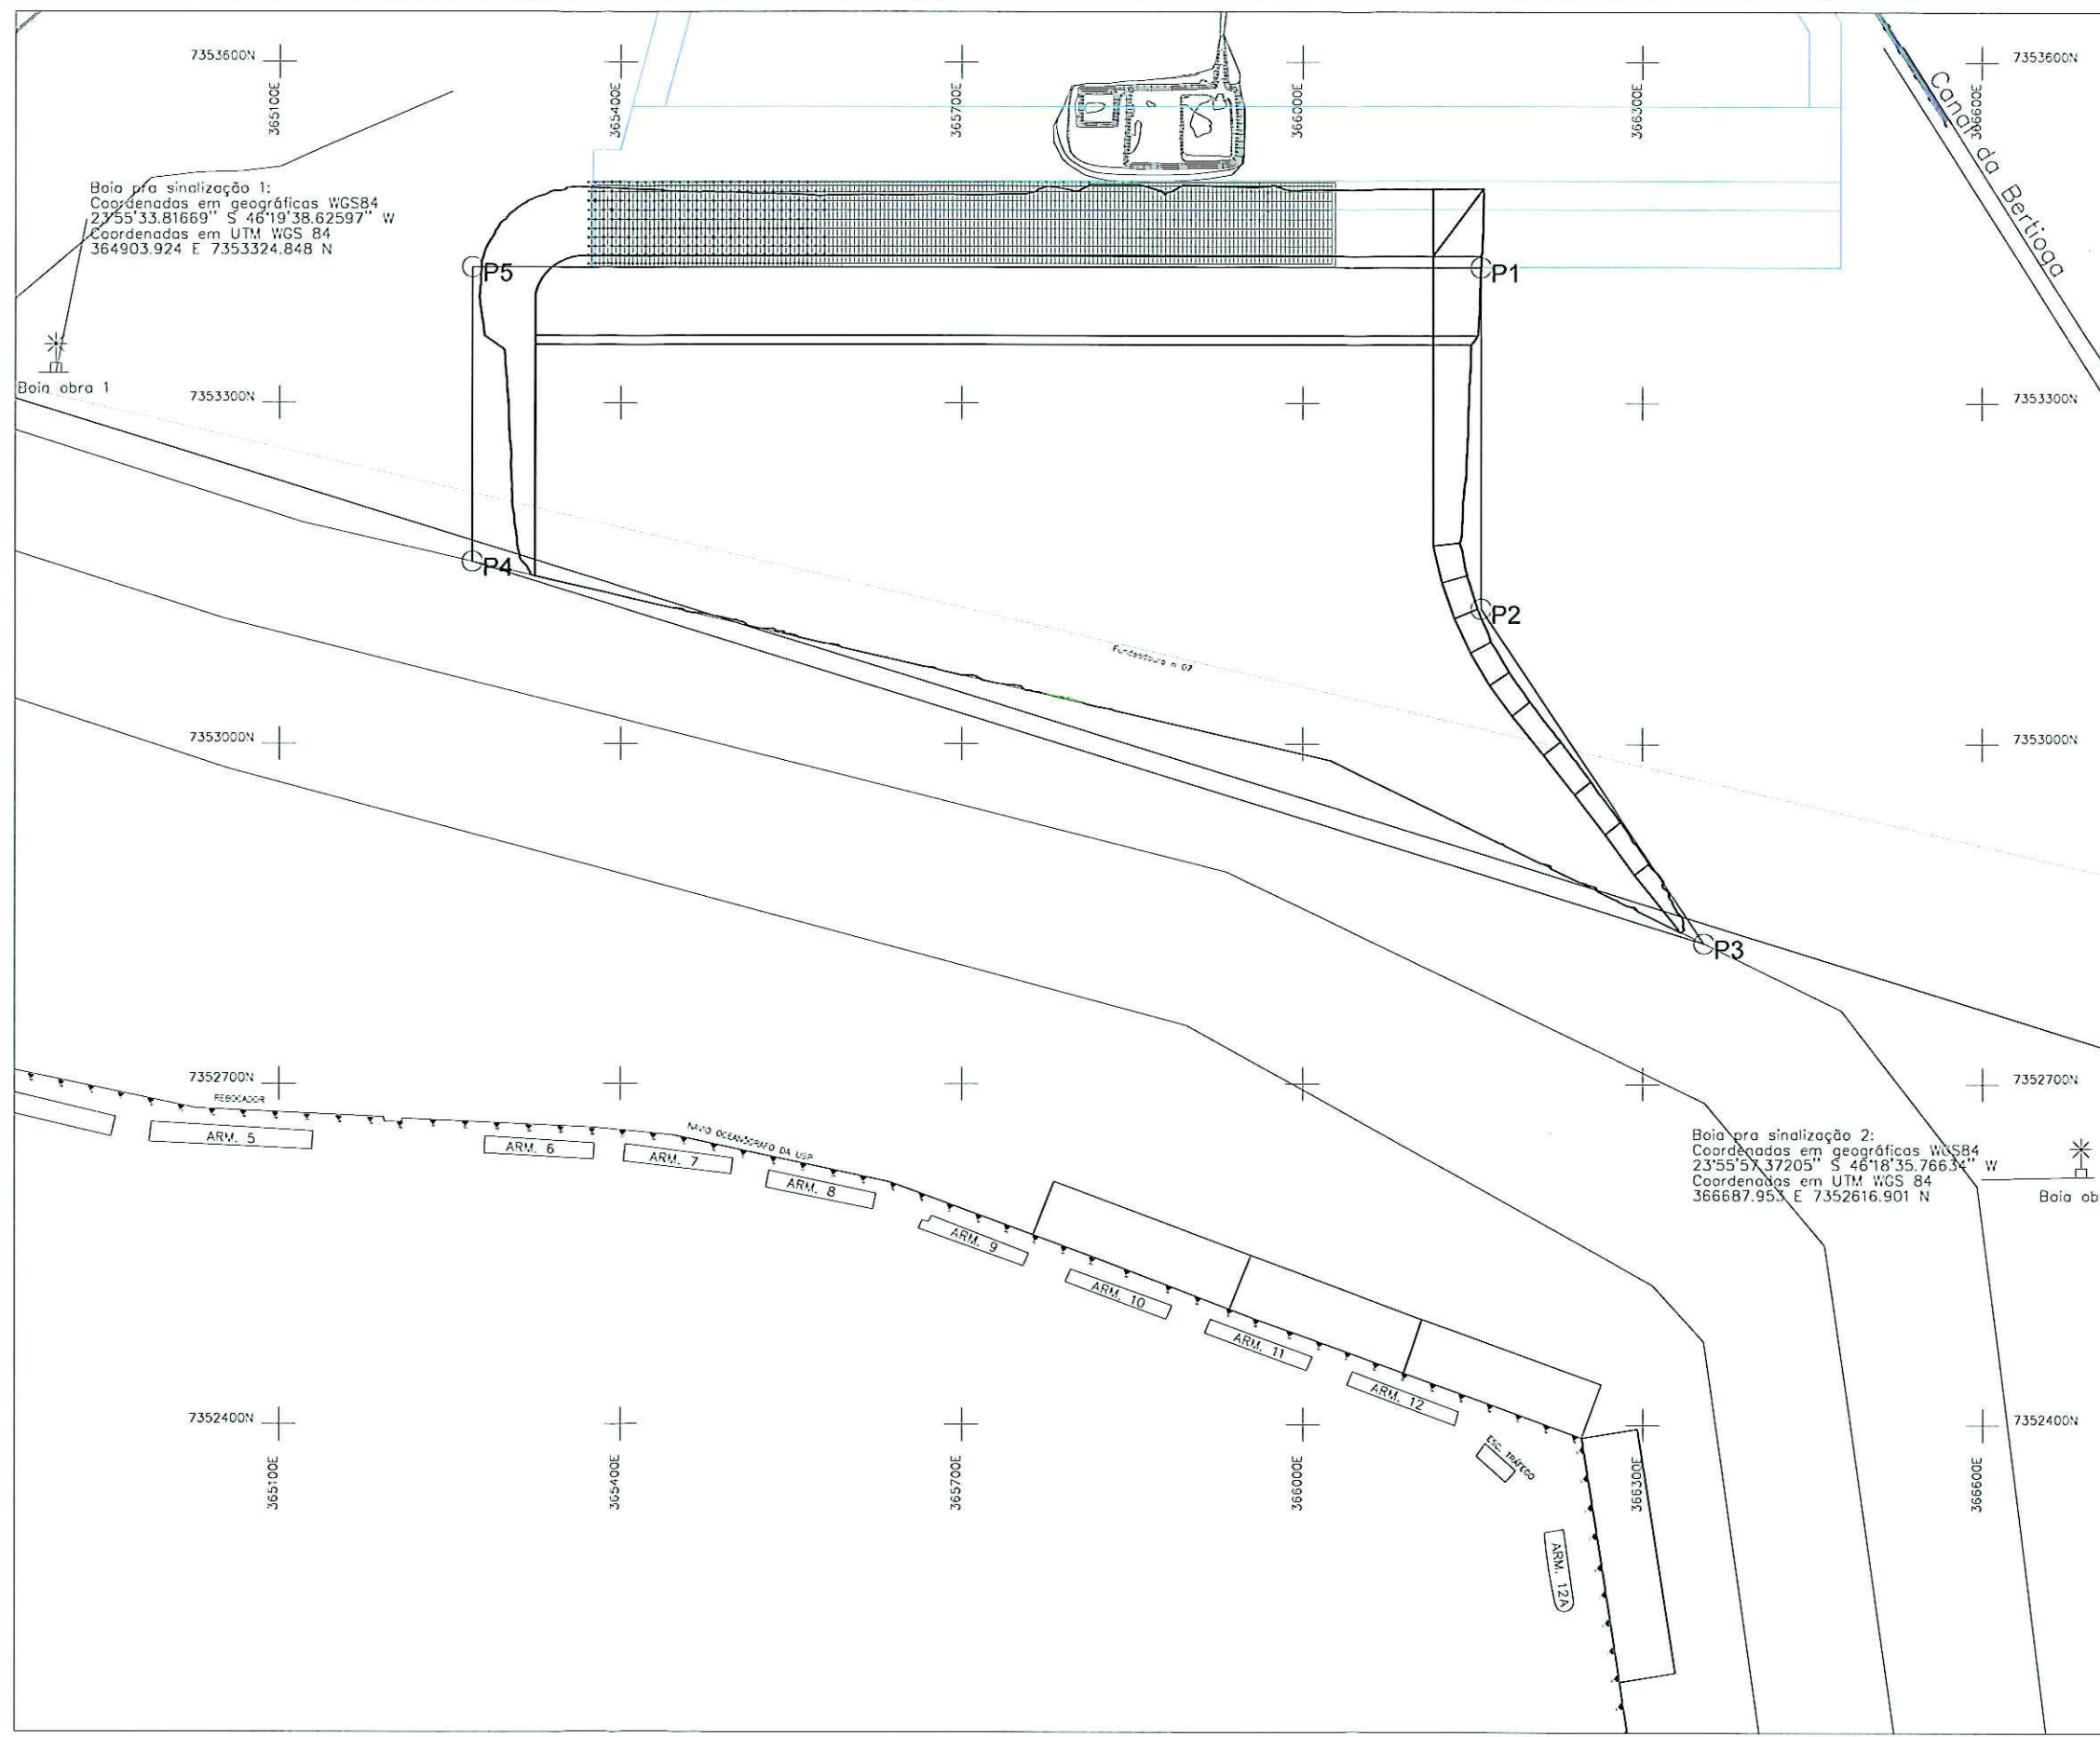 7353600N
7353600N
365100E
365400E
365700E
366000E
366300E
366600E
Canal da Bertioga
Boia pra sinalização 1:
Coordenadas em geográficas WGS84
23°55'33.81669" S 46°19'38.62597" W
Coordenadas em UTM WGS 84
364903.924 E 7353324.848 N
P5
P1
Boia obra 1
7353300N
7353300N
P4
P2
Fundeadouro n 07
7353000N
7353000N
P3
7352700N
7352700N
REBOCADOR
ARM. 5
ARM. 6
NAVIO OCEANÓGRAFO DA USP
ARM. 7
ARM. 8
ARM. 9
ARM. 10
ARM. 11
ARM. 12
Boia pra sinalização 2:
Coordenadas em geográficas WGS84
23°55'57.37205" S 46°18'35.76634" W
Coordenadas em UTM WGS 84
366687.953 E 7352616.901 N
Boia ob
7352400N
7352400N
ESC. TRÁFEGO
365100E
365400E
365700E
366000E
366300E
366600E
ARM. 12A